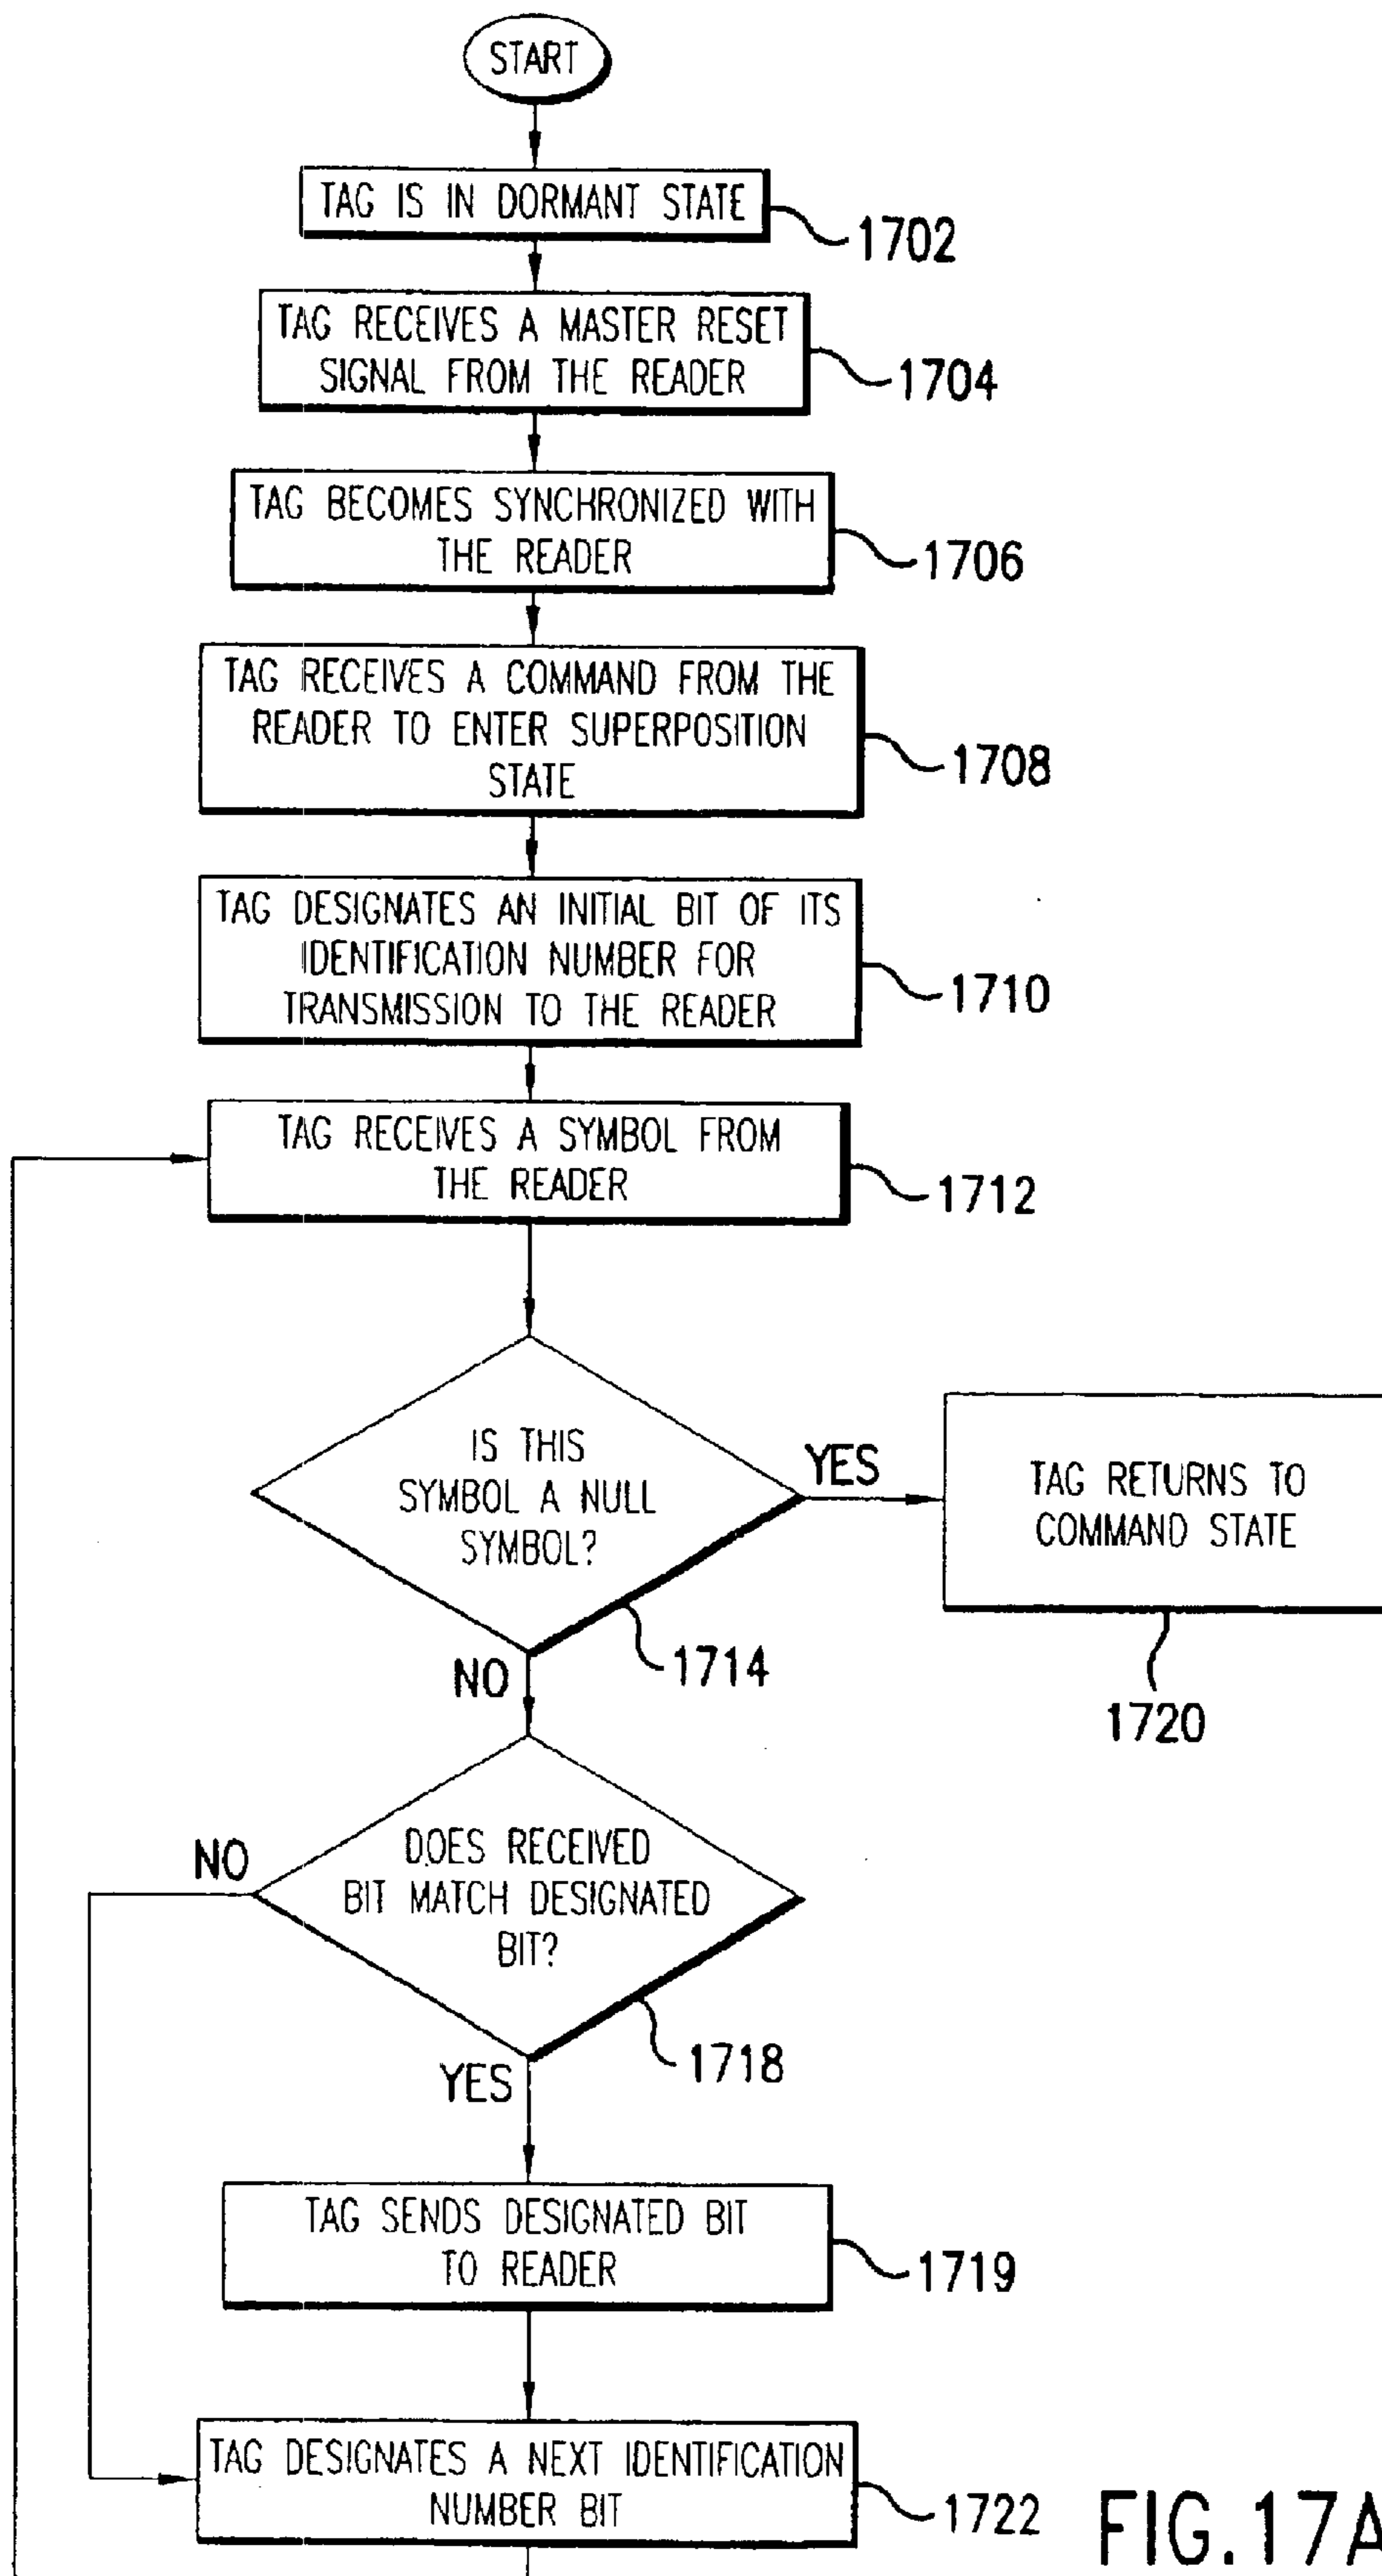 START
TAG IS IN DORMANT STATE
1702
TAG RECEIVES A MASTER RESET
SIGNAL FROM THE READER
1704
TAG BECOMES SYNCHRONIZED WITH
THE READER
1706
TAG RECEIVES A COMMAND FROM THE
READER TO ENTER SUPERPOSITION
STATE
1708
TAG DESIGNATES AN INITIAL BIT OF ITS
IDENTIFICATION NUMBER FOR
TRANSMISSION TO THE READER
1710
TAG RECEIVES A SYMBOL FROM
THE READER
1712
IS THIS
SYMBOL A NULL
SYMBOL?
1714
YES
TAG RETURNS TO
COMMAND STATE
1720
NO
DOES RECEIVED
BIT MATCH DESIGNATED
BIT?
1718
NO
YES
TAG SENDS DESIGNATED BIT
TO READER
1719
TAG DESIGNATES A NEXT IDENTIFICATION
NUMBER BIT
1722
FIG.17A